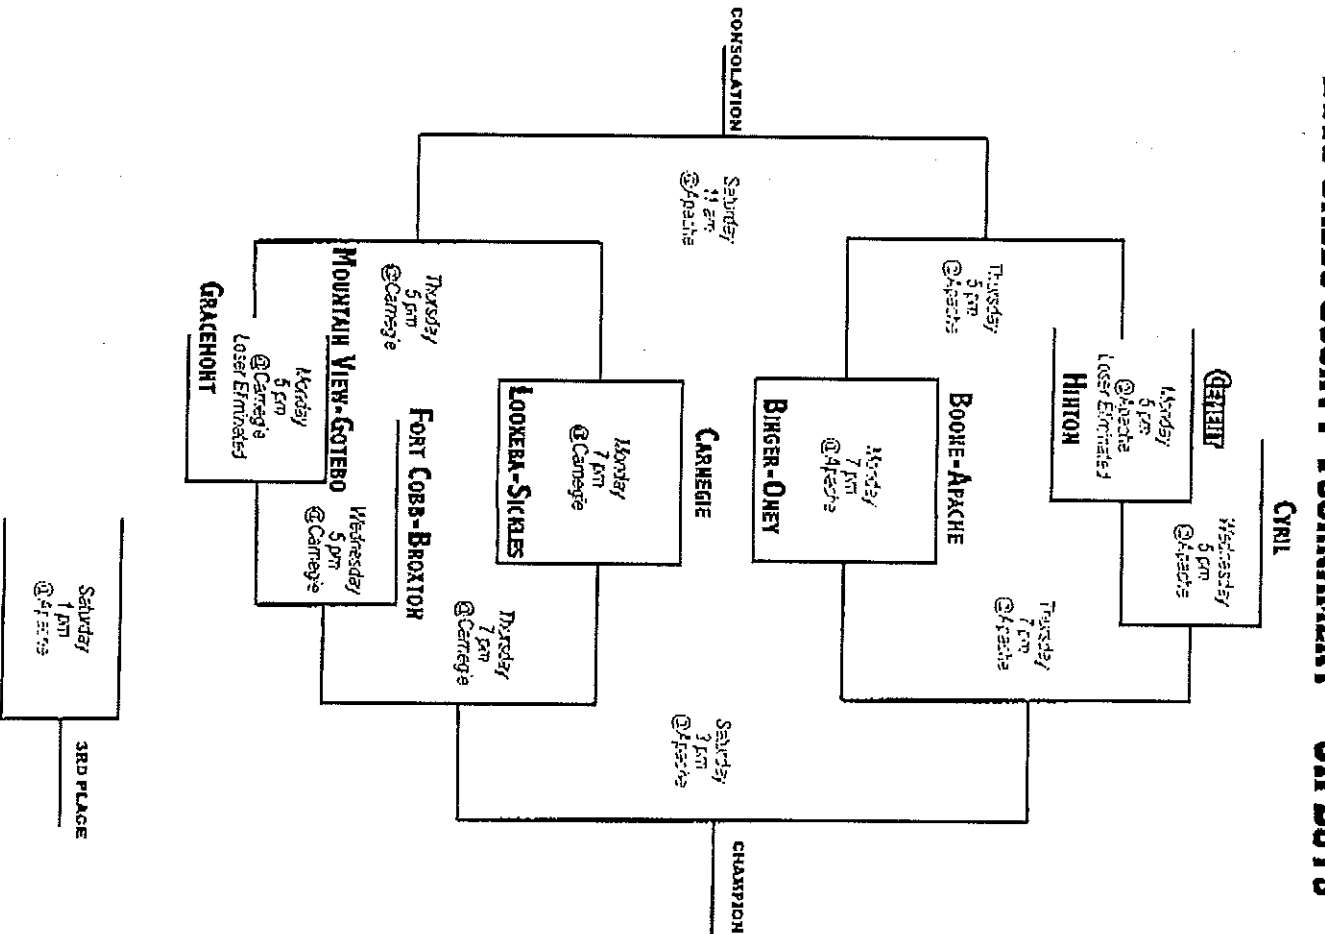 CYRIL
Wednesday
5 pm
@Apache
Monday
5 pm
@Apache
Loser Eliminated
HINTON
Thursday
5 pm
@Apache
Thursday
7 pm
@Apache
BOONE-APACHE
Monday
7 pm
@Apache
BINGER-ONEY
CONSOLATION
Saturday
11 am
@Apache
Saturday
3 pm
@Apache
CHAMPION
CARNEGIE
Monday
7 pm
@Carnegie
LOOKEBA-SICKLES
Thursday
5 pm
@Carnegie
Thursday
7 pm
@Carnegie
FORT COBB-BROXTON
Wednesday
5 pm
@Carnegie
MOUNTAIN VIEW-GOTEBO
Monday
5 pm
@Carnegie
Loser Eliminated
GRACEMONT
Saturday
1 pm
@Apache
3RD PLACE